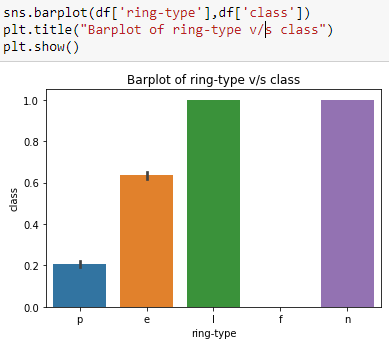 sns.barplot(df['ring-type'],df['class'])
plt.title("Barplot of ring-type v/s class")
plt.show()
Barplot of ring-type v/s class
1.0
0.8
0.6
0.4
0.2
0.0
class
p e l f n
ring-type